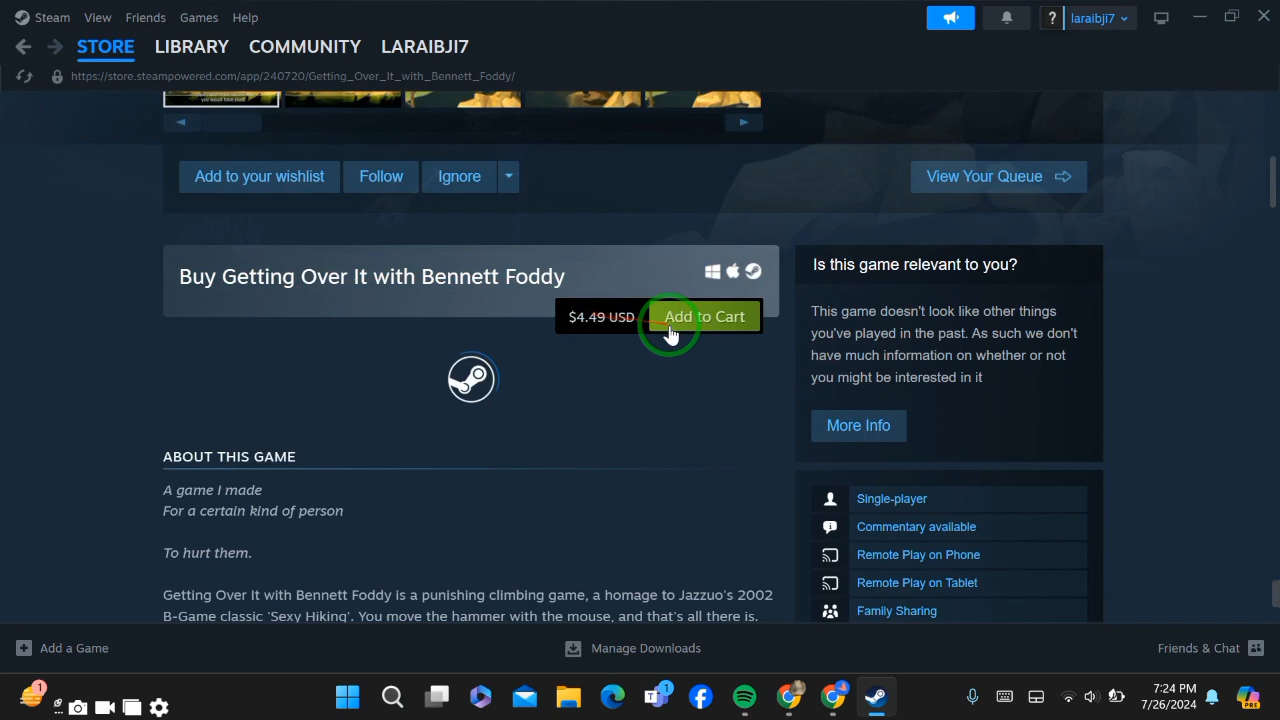 Steam View Friends Games Help
? laraibji7
STORE LIBRARY COMMUNITY LARAIBJI7
https://store.steampowered.com/app/240720/Getting_Over_It_with_Bennett_Foddy/
Add to your wishlist Follow Ignore View Your Queue
Buy Getting Over It with Bennett Foddy
$4.49 USD Add to Cart
Is this game relevant to you?
This game doesn't look like other things
you've played in the past. As such we don't
have much information on whether or not
you might be interested in it
More Info
ABOUT THIS GAME
A game I made
For a certain kind of person
To hurt them.
Getting Over It with Bennett Foddy is a punishing climbing game, a homage to Jazzuo's 2002
B-Game classic 'Sexy Hiking'. You move the hammer with the mouse, and that's all there is.
Single-player
Commentary available
Remote Play on Phone
Remote Play on Tablet
Family Sharing
Add a Game Manage Downloads Friends & Chat
1
1
7:24 PM
7/26/2024
PRE